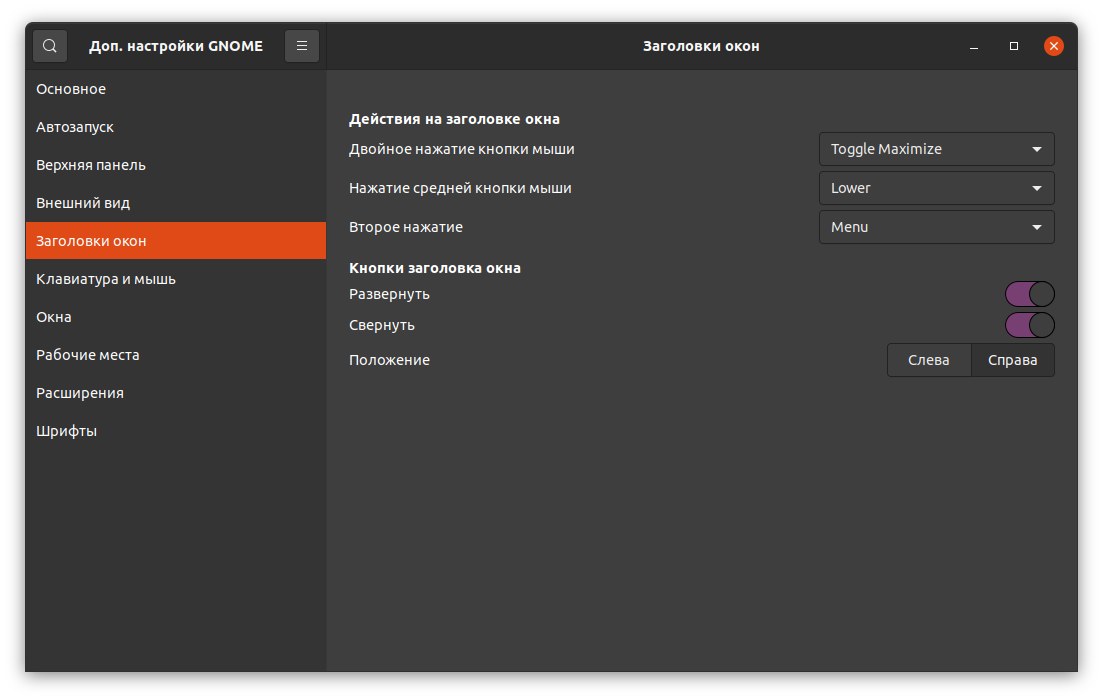 Доп. настройки GNOME
Заголовки окон
Основное
Автозапуск
Верхняя панель
Внешний вид
Заголовки окон
Клавиатура и мышь
Окна
Рабочие места
Расширения
Шрифты
Действия на заголовке окна
Двойное нажатие кнопки мыши Toggle Maximize
Нажатие средней кнопки мыши Lower
Второе нажатие Menu
Кнопки заголовка окна
Развернуть
Свернуть
Положение Слева Справа